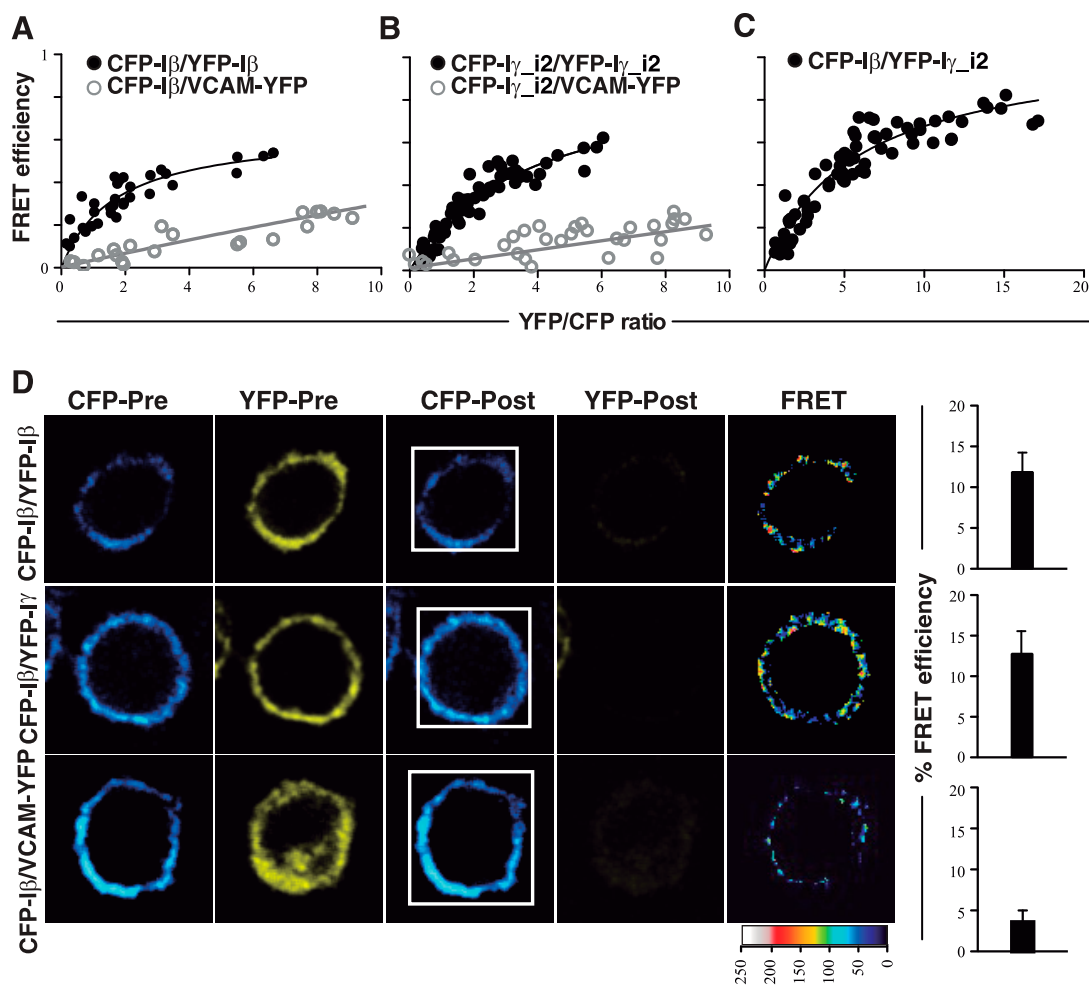 A
CFP-Iβ/YFP-Iβ
CFP-Iβ/VCAM-YFP
B
CFP-Iγ_i2/YFP-Iγ_i2
CFP-Iγ_i2/VCAM-YFP
C
CFP-Iβ/YFP-Iγ_i2
FRET efficiency
1
0
0 2 4 6 8 10
0 2 4 6 8 10
0 5 10 15 20
YFP/CFP ratio
D
CFP-Pre YFP-Pre CFP-Post YFP-Post FRET
CFP-Iβ/YFP-Iβ
CFP-Iβ/YFP-Iγ
CFP-Iβ/VCAM-YFP
250 200 150 100 50 0
% FRET efficiency
20
15
10
5
0
20
15
10
5
0
20
15
10
5
0